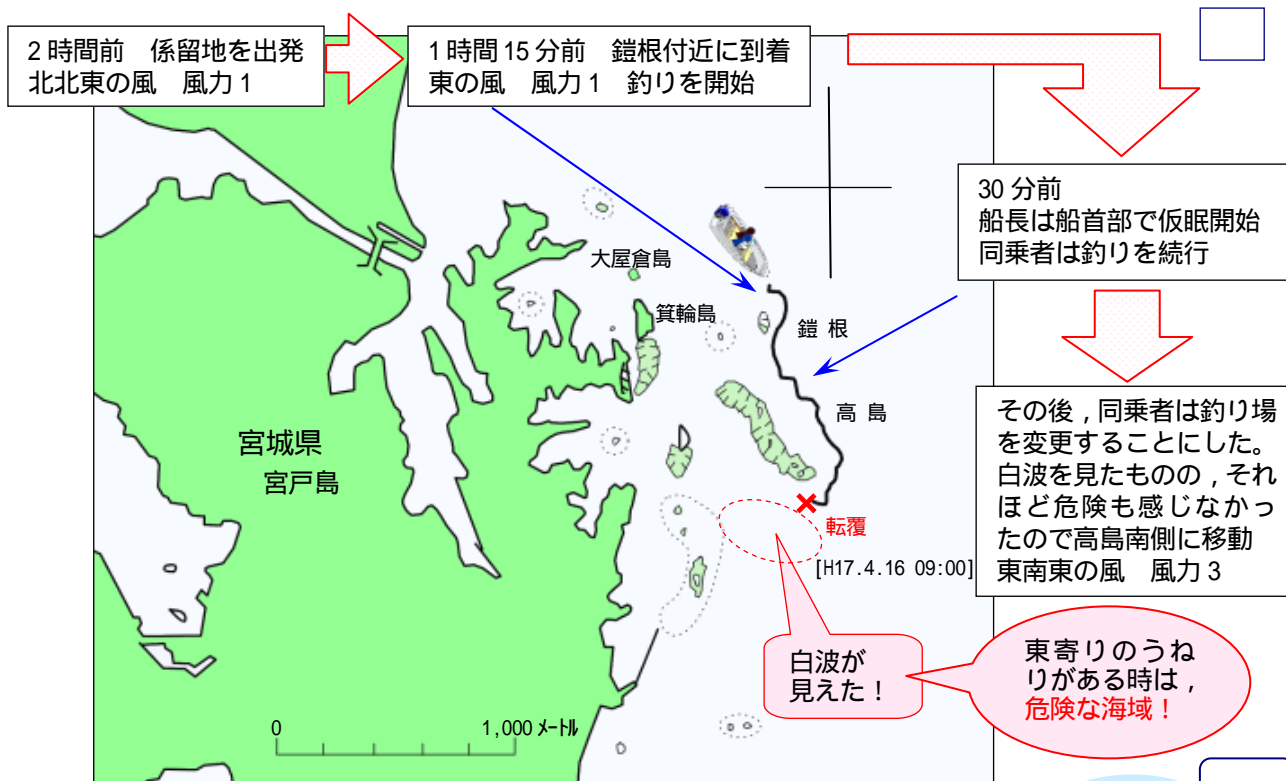 2時間前 係留地を出発
北北東の風 風力1
1時間15分前 鎧根付近に到着
東の風 風力1 釣りを開始
30分前
船長は船首部で仮眠開始
同乗者は釣りを続行
大屋倉島
箕輪島
鎧根
高島
その後,同乗者は釣り場
を変更することにした。
白波を見たものの,それ
ほど危険も感じなかっ
たので高島南側に移動
東南東の風 風力3
宮城県
宮戸島
転覆
[H17.4.16 09:00]
白波が
見えた!
東寄りのうね
りがある時は,
危険な海域!
0 1,000 メートル